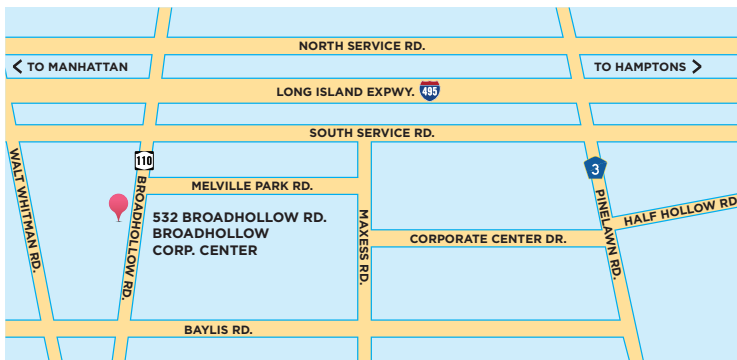 NORTH SERVICE RD.
TO MANHATTAN
TO HAMPTONS
LONG ISLAND EXPWY.
495
SOUTH SERVICE RD.
WALT WHITMAN RD.
110
BROADHOLLOW RD.
MELVILLE PARK RD.
3
PINELAWN RD.
HALF HOLLOW RD
532 BROADHOLLOW RD.
BROADHOLLOW
CORP. CENTER
MAXESS RD.
CORPORATE CENTER DR.
BAYLIS RD.